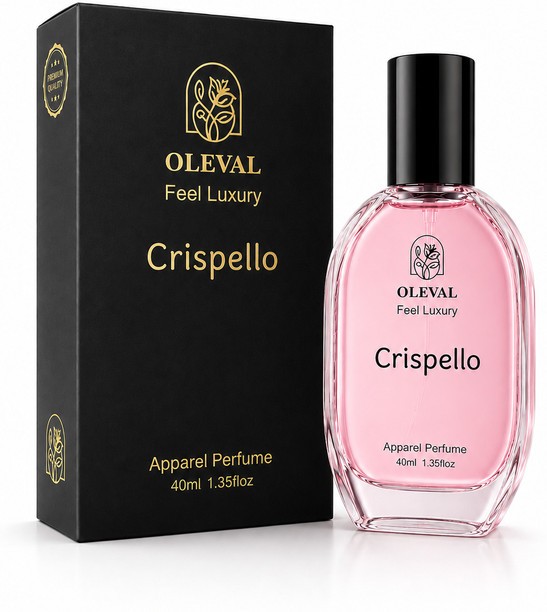 PREMIUM
QUALITY
OLEVAL
Feel Luxury
Crispello
Apparel Perfume
40ml 1.35floz
OLEVAL
Feel Luxury
Crispello
Apparel Perfume
40ml 1.35floz